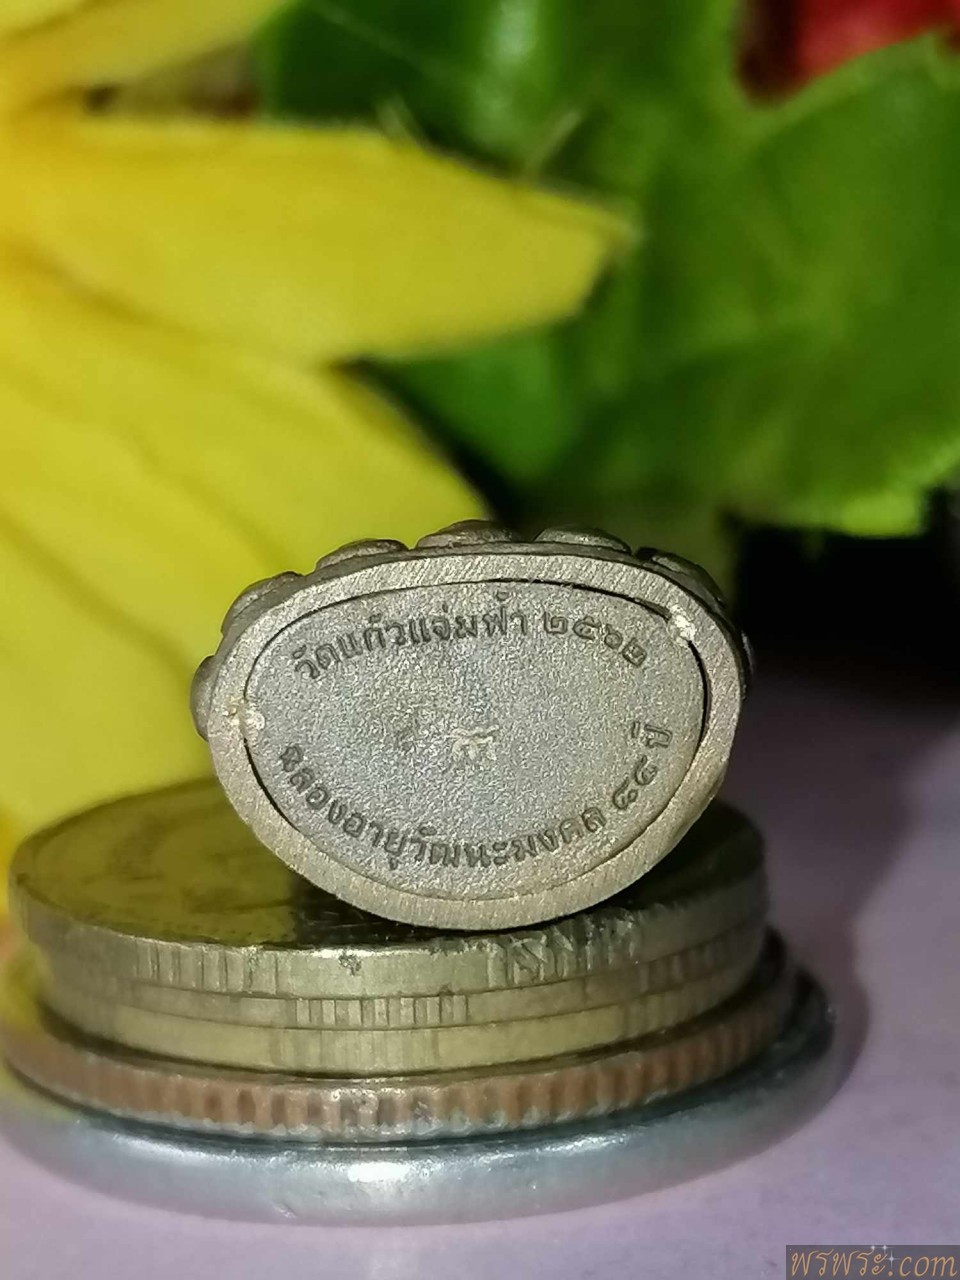 วัดแก้วแจ่มฟ้า ๒๕๖๒
ฉลองอายุวัฒนะมงคล ๘๔ ปี
พรพระ.com